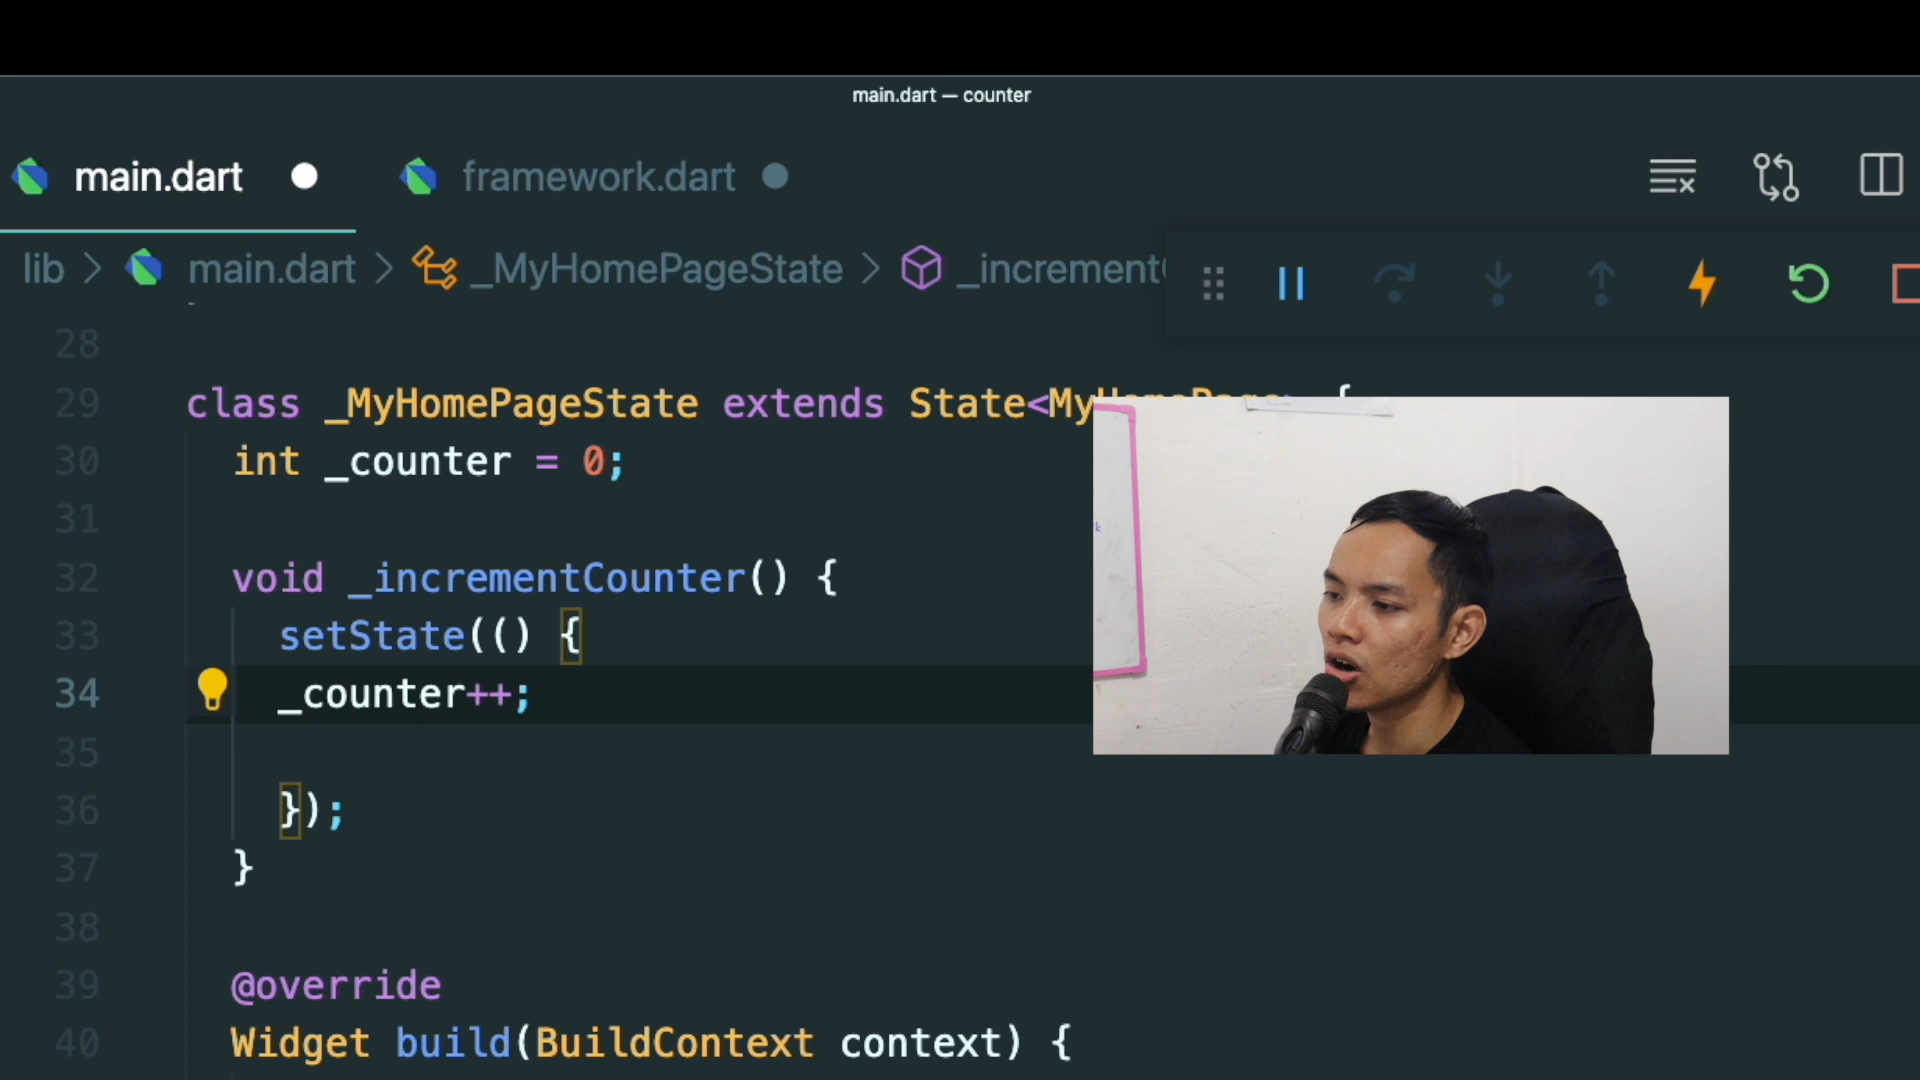 main.dart — counter
main.dart framework.dart
lib > main.dart > _MyHomePageState > _increment
28
29 class _MyHomePageState extends State<MyHomePage> {
30 int _counter = 0;
31
32 void _incrementCounter() {
33 setState(() {
34 _counter++;
35
36 });
37 }
38
39 @override
40 Widget build(BuildContext context) {